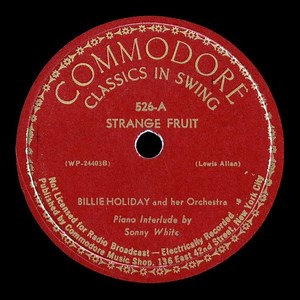 COMMODORE
CLASSICS IN SWING
526-A
STRANGE FRUIT
(WP-24403B) (Lewis Allan)
BILLIE HOLIDAY and her Orchestra
Piano Interlude by
Sonny White
Not Licensed for Radio Broadcast — Electrically Recorded
Published by Commodore Music Shop, 136 East 42nd Street, New York City